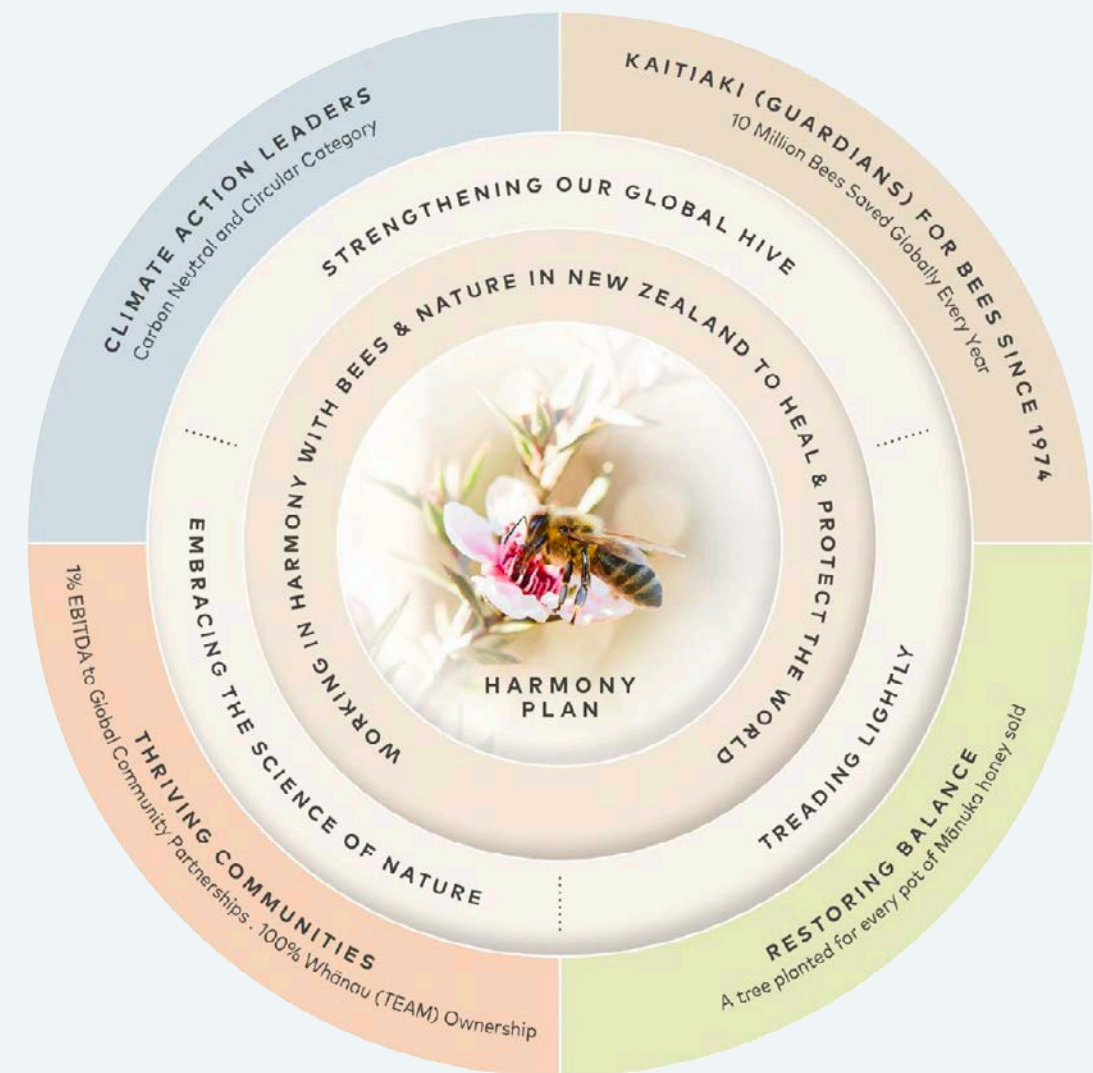 CLIMATE ACTION LEADERS
Carbon Neutral and Circular Category
KAITIAKI (GUARDIANS) FOR BEES SINCE 1974
10 Million Bees Saved Globally Every Year
STRENGTHENING OUR GLOBAL HIVE
WORKING IN HARMONY WITH BEES & NATURE IN NEW ZEALAND TO HEAL & PROTECT THE WORLD
HARMONY
PLAN
EMBRACING THE SCIENCE OF NATURE
TREADING LIGHTLY
THRIVING COMMUNITIES
1% EBITDA to Global Community Partnerships . 100% Whānau (TEAM) Ownership
RESTORING BALANCE
A tree planted for every pot of Mānuka honey sold